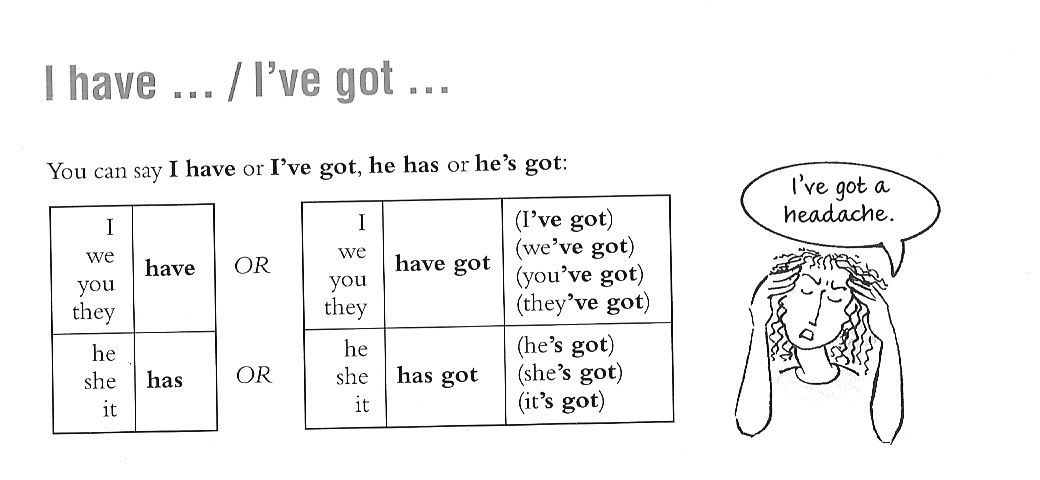 I have ... / I've got ...
You can say I have or I've got, he has or he's got:
I
we
you
they
have
OR
I
we
you
they
have got
(I've got)
(we've got)
(you've got)
(they've got)
he
she
it
has
OR
he
she
it
has got
(he's got)
(she's got)
(it's got)
I've got a
headache.